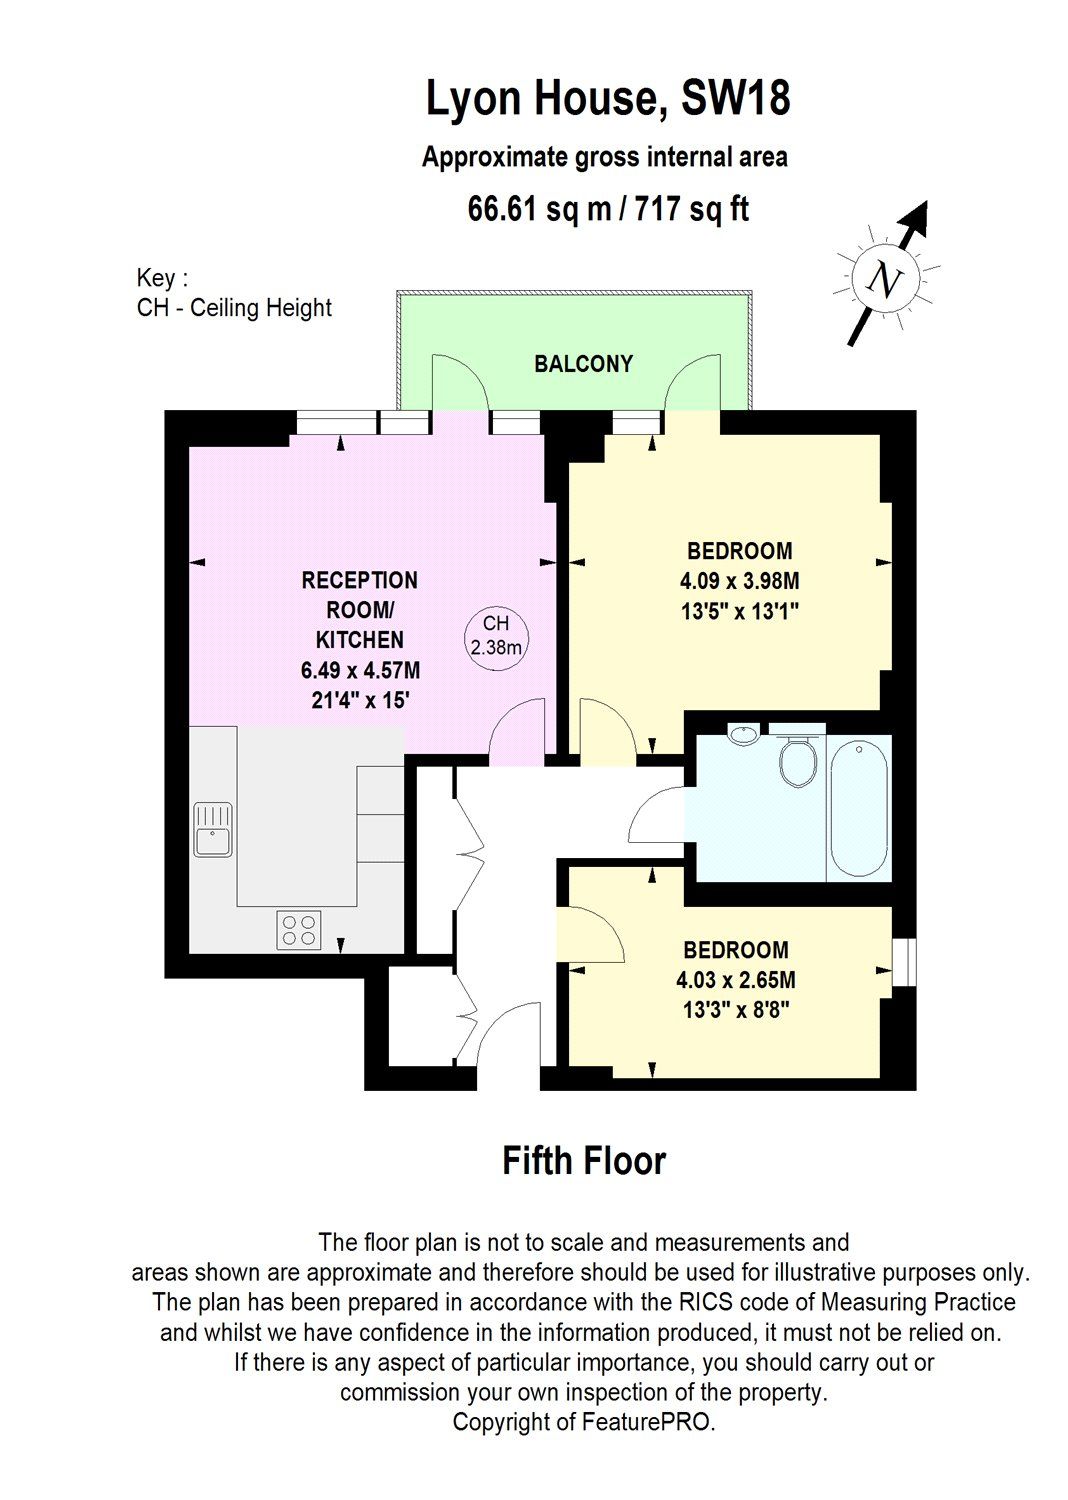 Lyon House, SW18
Approximate gross internal area
66.61 sq m / 717 sq ft
N
Key :
CH - Ceiling Height
BALCONY
RECEPTION
ROOM/
KITCHEN
6.49 x 4.57M
21'4" x 15'
CH
2.38m
BEDROOM
4.09 x 3.98M
13'5" x 13'1"
BEDROOM
4.03 x 2.65M
13'3" x 8'8"
Fifth Floor
The floor plan is not to scale and measurements and
areas shown are approximate and therefore should be used for illustrative purposes only.
The plan has been prepared in accordance with the RICS code of Measuring Practice
and whilst we have confidence in the information produced, it must not be relied on.
If there is any aspect of particular importance, you should carry out or
commission your own inspection of the property.
Copyright of FeaturePRO.